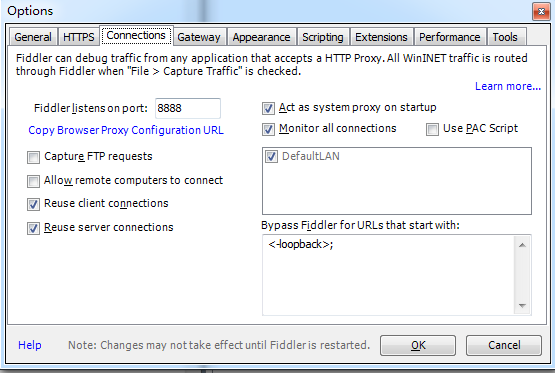 Options
General HTTPS Connections Gateway Appearance Scripting Extensions Performance Tools
Fiddler can debug traffic from any application that accepts a HTTP Proxy. All WinINET traffic is routed
through Fiddler when "File > Capture Traffic" is checked.
Learn more...
Fiddler listens on port: 8888
Copy Browser Proxy Configuration URL
Capture FTP requests
Allow remote computers to connect
Reuse client connections
Reuse server connections
Act as system proxy on startup
Monitor all connections Use PAC Script
DefaultLAN
Bypass Fiddler for URLs that start with:
<-loopback>;
Help Note: Changes may not take effect until Fiddler is restarted. OK Cancel